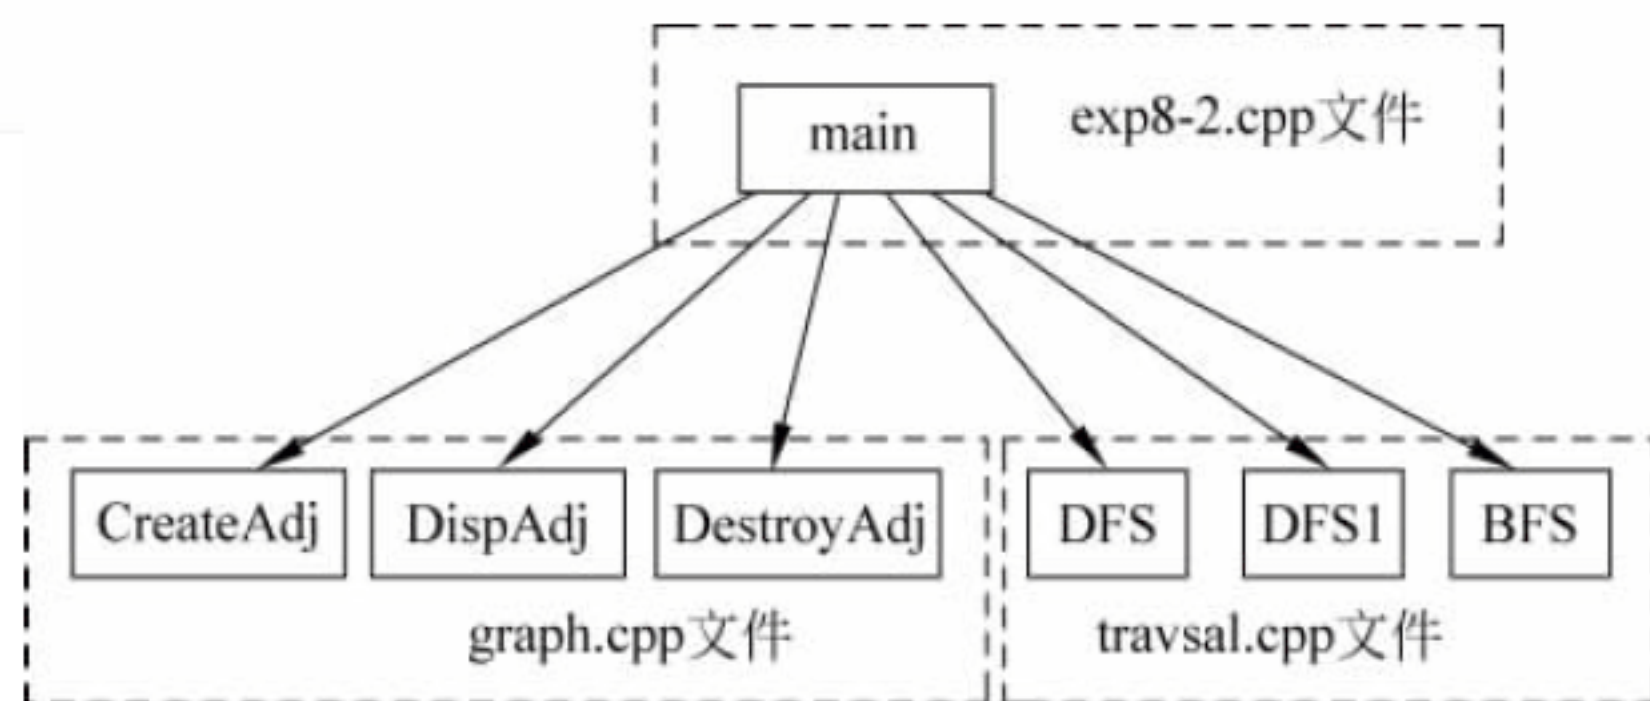 main
exp8-2.cpp文件
CreateAdj
DispAdj
DestroyAdj
DFS
DFS1
BFS
graph.cpp文件
travsal.cpp文件